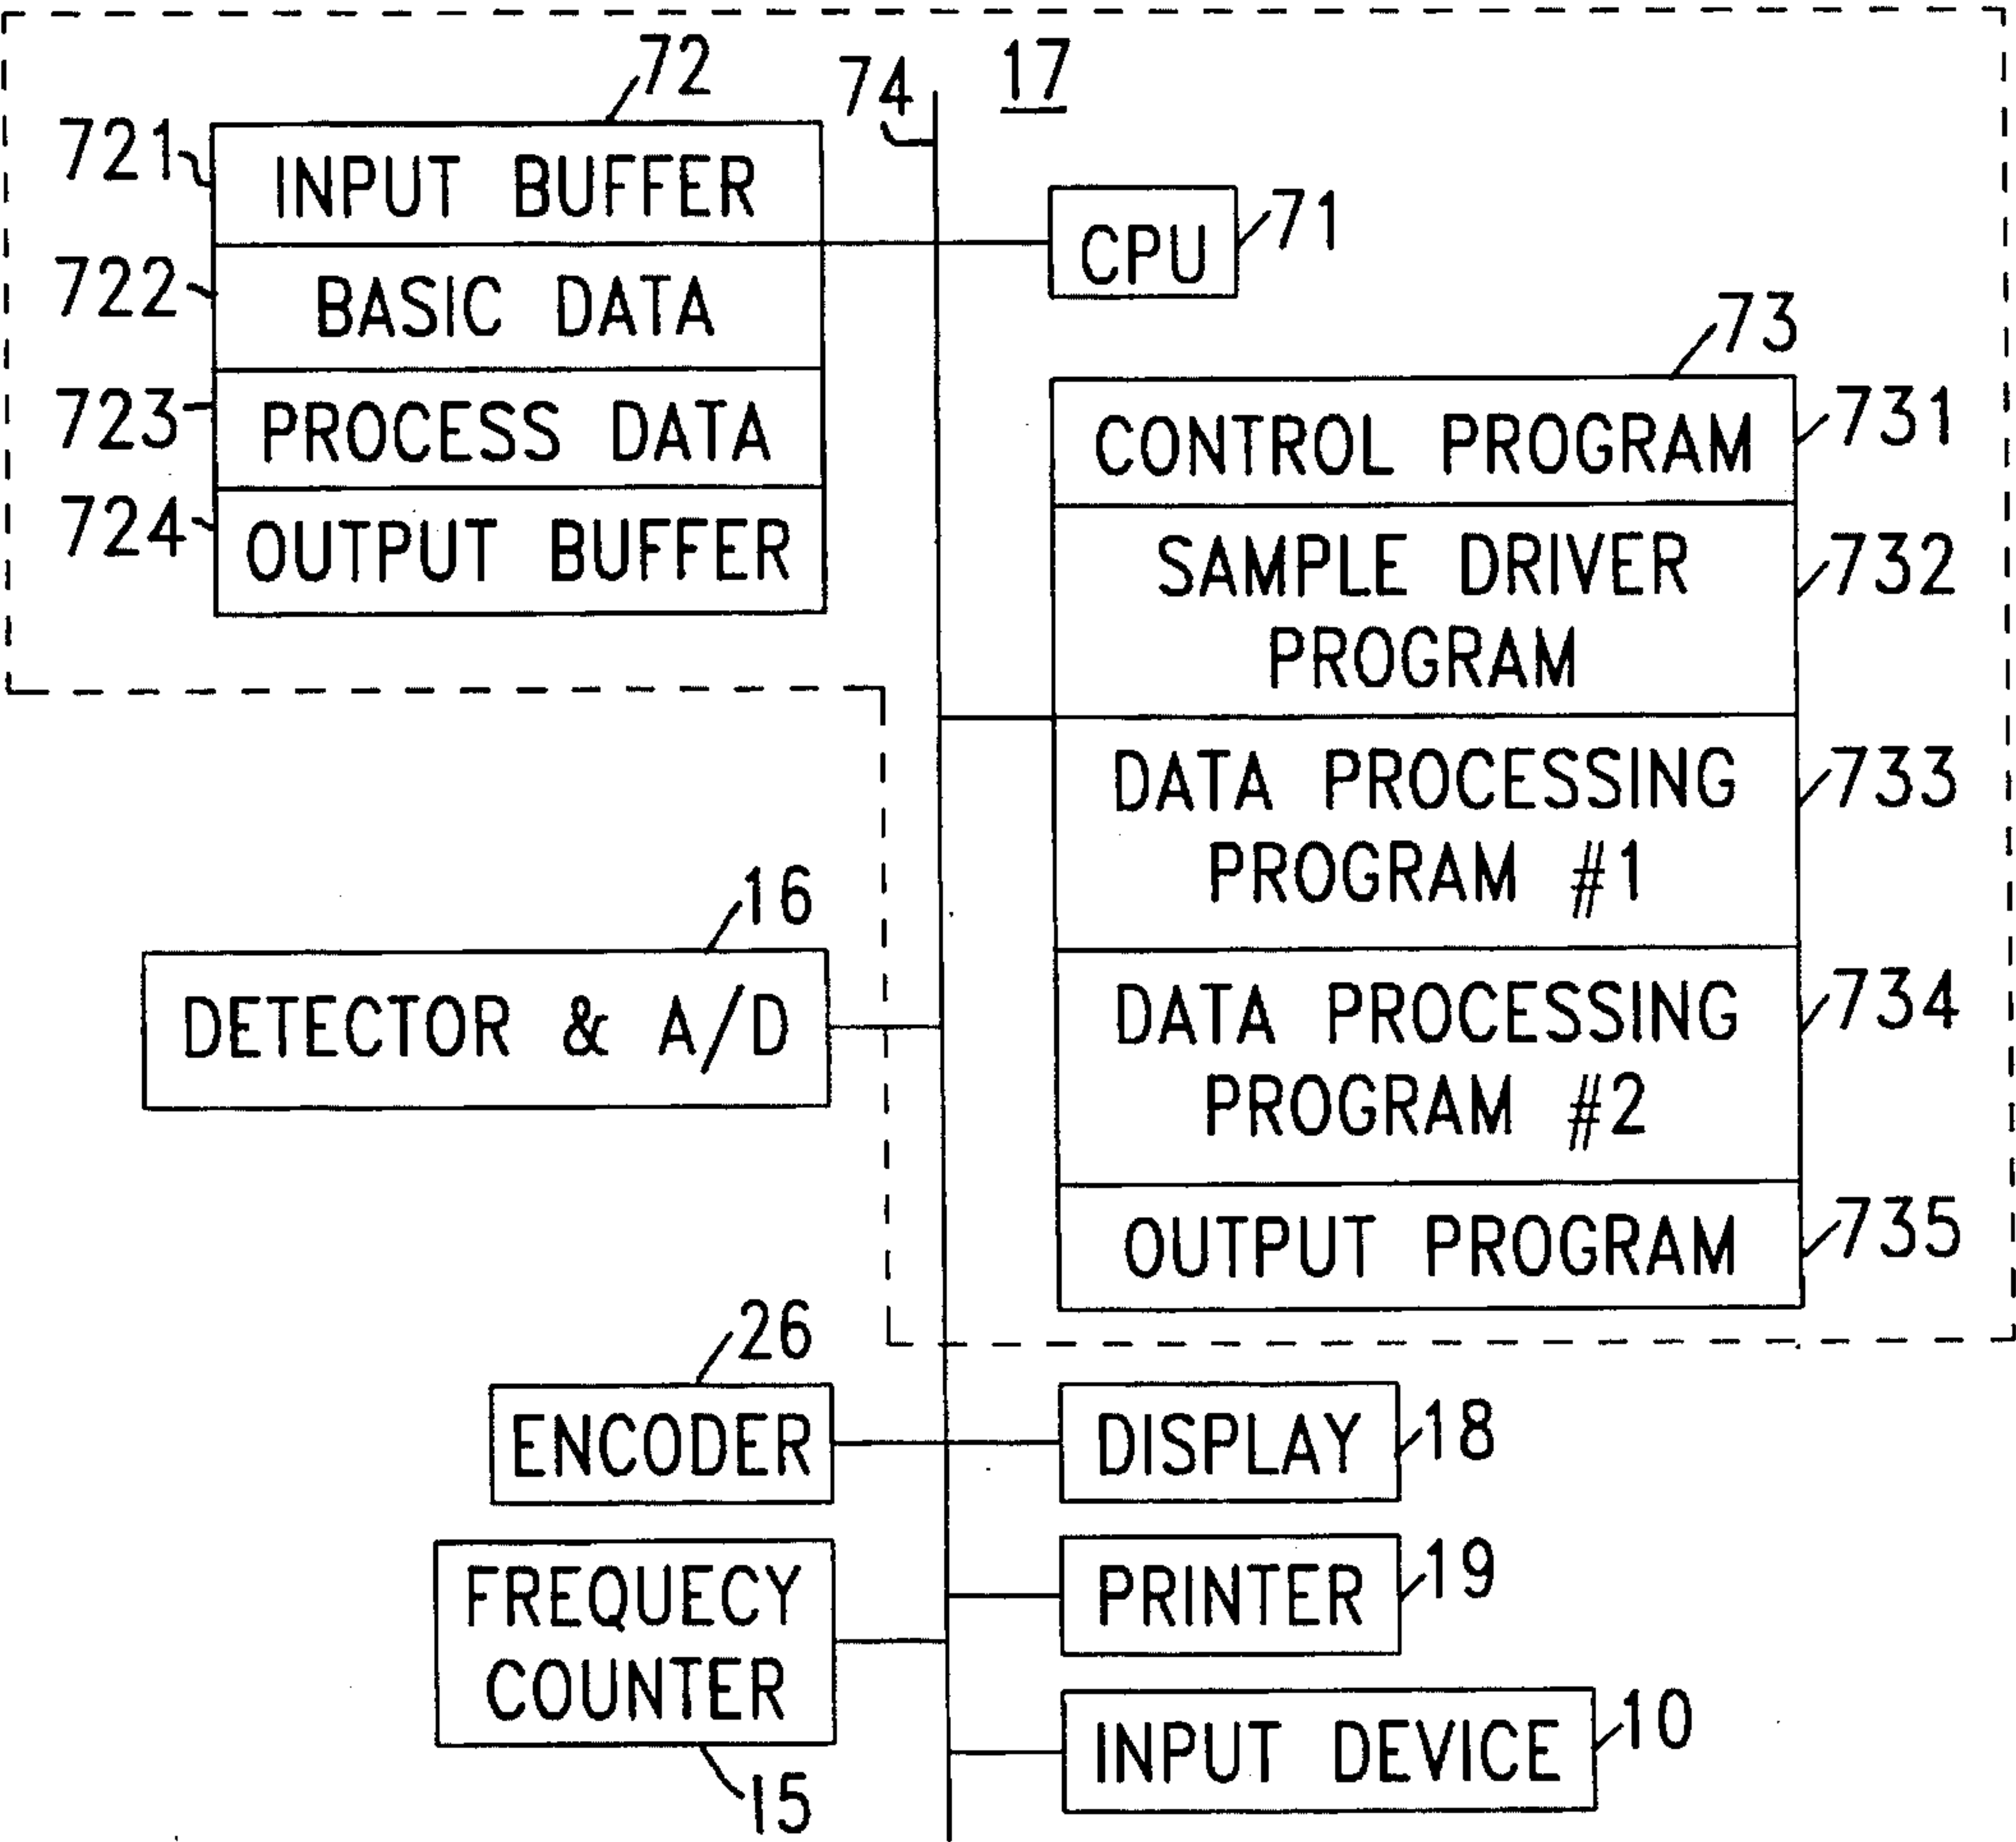 72
74
17
721
INPUT BUFFER
CPU
71
722
BASIC DATA
73
723
PROCESS DATA
CONTROL PROGRAM
731
724
OUTPUT BUFFER
SAMPLE DRIVER
PROGRAM
732
DATA PROCESSING
PROGRAM #1
733
16
DETECTOR & A/D
DATA PROCESSING
PROGRAM #2
734
OUTPUT PROGRAM
735
26
ENCODER
DISPLAY
18
FREQUECY
COUNTER
15
PRINTER
19
INPUT DEVICE
10